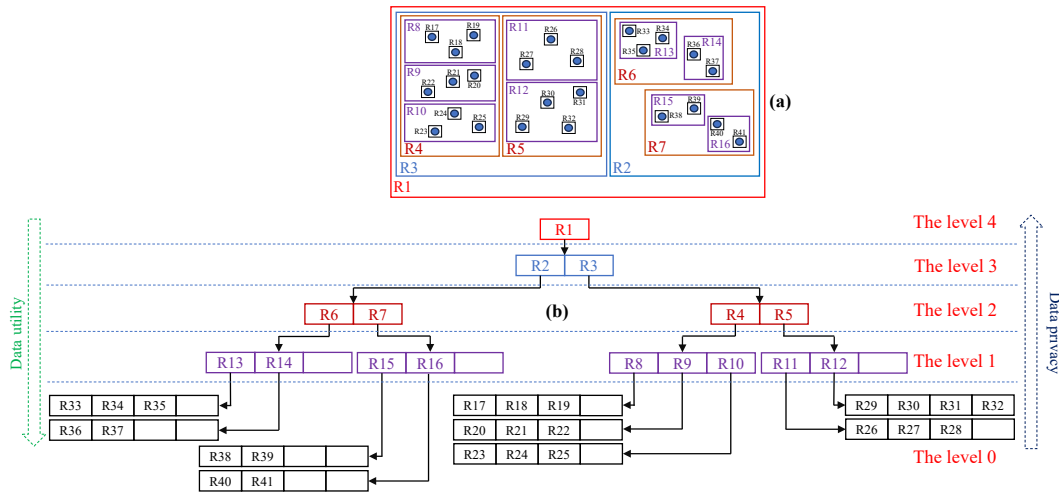 R8 R17 R19 R11 R26 R33 R34 R36 R14
R18 R27 R28 R35 R13 R37
R9 R21 R6
R22 R20
R10 R24 R12 R30 R31 R15 R39 (a)
R23 R25 R29 R32 R38 R40 R41
R4 R5 R7 R16
R3 R2
R1
R1 The level 4
R2 R3 The level 3
R6 R7 (b) R4 R5 The level 2
R13 R14 R15 R16 R8 R9 R10 R11 R12 The level 1
R33 R34 R35 R17 R18 R19 R29 R30 R31 R32
R36 R37 R20 R21 R22 R26 R27 R28
R38 R39 R23 R24 R25 The level 0
R40 R41
Data utility
Data privacy